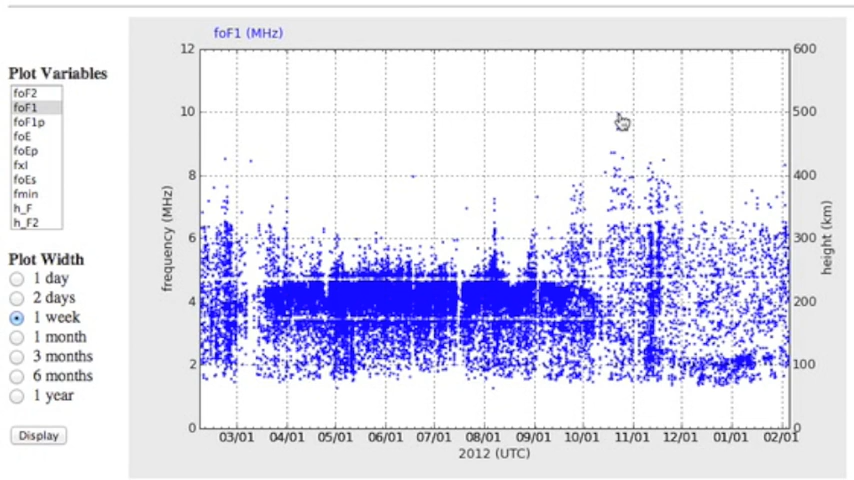 foF1 (MHz)
Plot Variables
foF2
foF1
foF1p
foE
foEp
fxI
foEs
fmin
h_F
h_F2
Plot Width
1 day
2 days
1 week
1 month
3 months
6 months
1 year
Display
frequency (MHz)
12
10
8
6
4
2
0
600
500
400
300
200
100
0
height (km)
03/01 04/01 05/01 06/01 07/01 08/01 09/01 10/01 11/01 12/01 01/01 02/01
2012 (UTC)